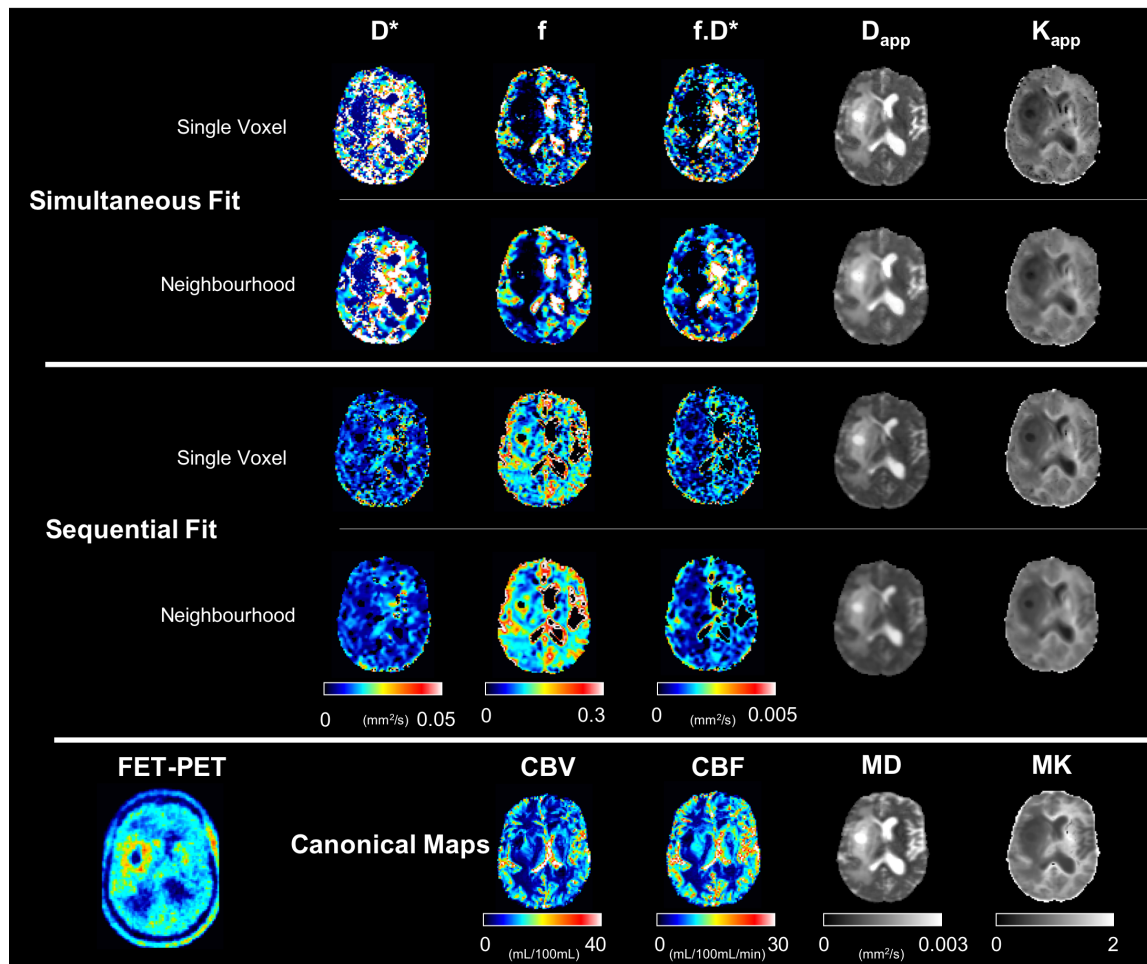 D* f f.D* Dapp Kapp
Single Voxel
Simultaneous Fit
Neighbourhood
Single Voxel
Sequential Fit
Neighbourhood
0 (mm²/s) 0.05 0 0.3 0 (mm²/s) 0.005
FET-PET CBV CBF MD MK
Canonical Maps
0 (mL/100mL) 40 0 (mL/100mL/min) 30 0 (mm²/s) 0.003 0 2